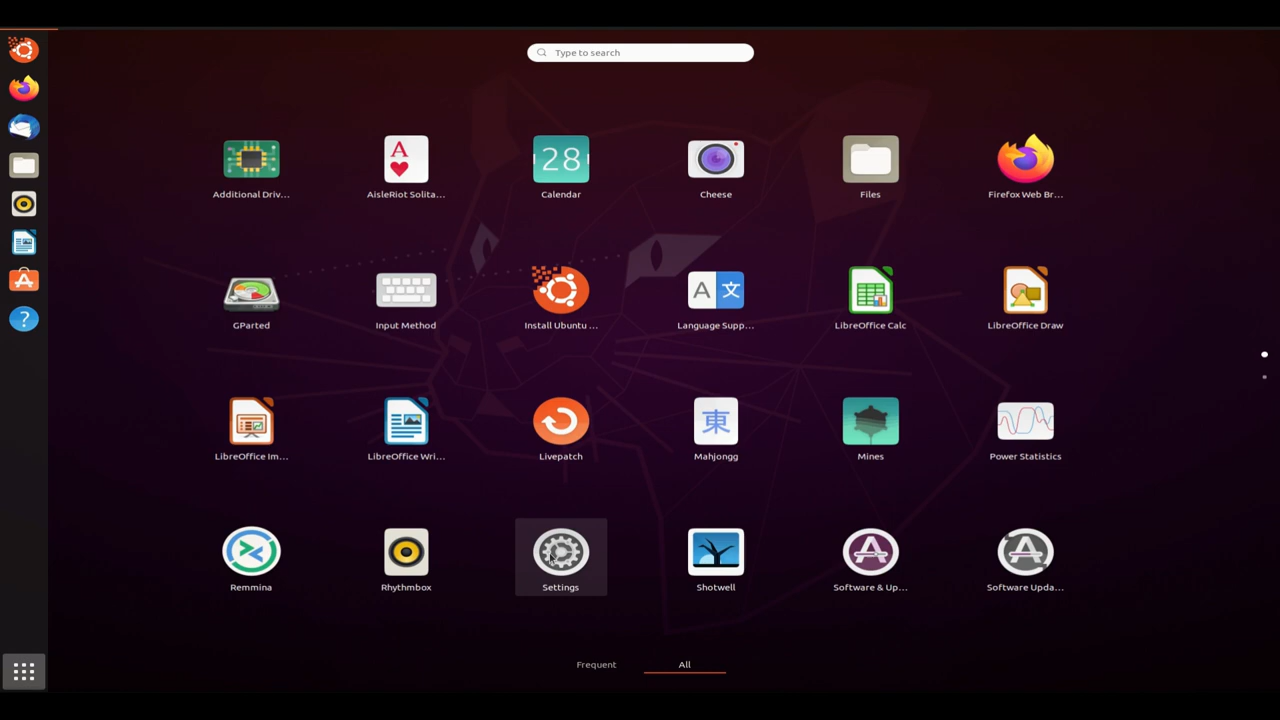 Type to search
28
Additional Driv...
A
AisleRiot Solita...
Calendar
Cheese
Files
Firefox Web Br...
GParted
Input Method
Install Ubuntu ...
A 文
Language Supp...
LibreOffice Calc
LibreOffice Draw
?
LibreOffice Im...
LibreOffice Wri...
Livepatch
東
Mahjongg
Mines
Power Statistics
Remmina
Rhythmbox
Settings
Shotwell
Software & Up...
Software Upda...
Frequent
All